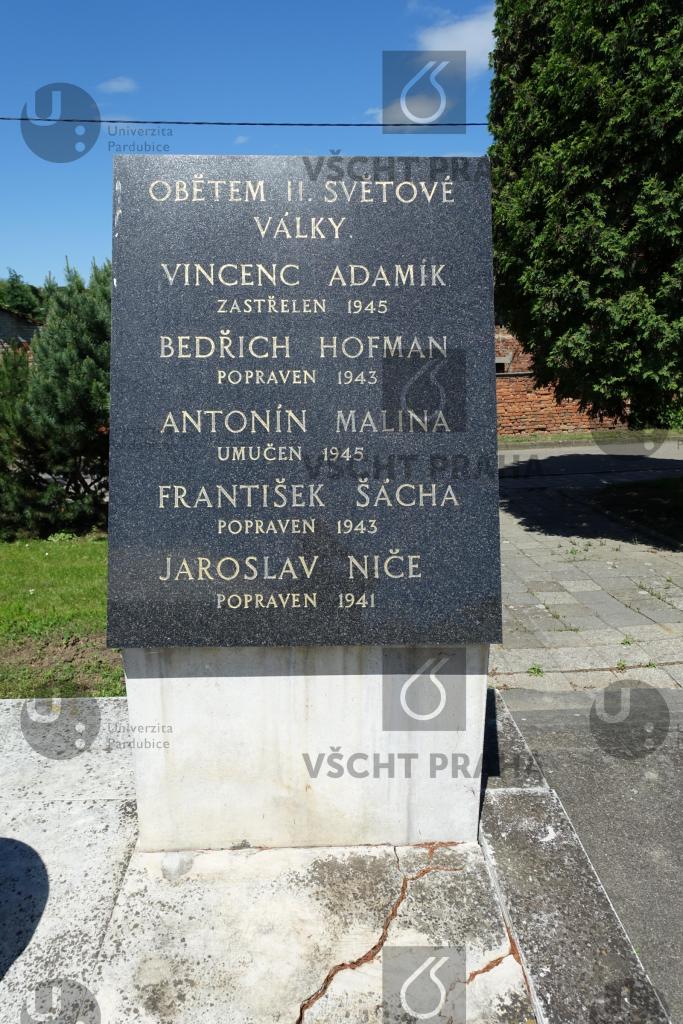 Univerzita
Pardubice
VŠCHT PRAHA
OBĚTEM II. SVĚTOVÉ
VÁLKY.
VINCENC ADAMÍK
ZASTŘELEN 1945
BEDŘICH HOFMAN
POPRAVEN 1943
ANTONÍN MALINA
UMUČEN 1945
VŠCHT PRAHA
FRANTIŠEK ŠÁCHA
POPRAVEN 1943
JAROSLAV NIČE
POPRAVEN 1941
Univerzita
Pardubice
VŠCHT PRAHA